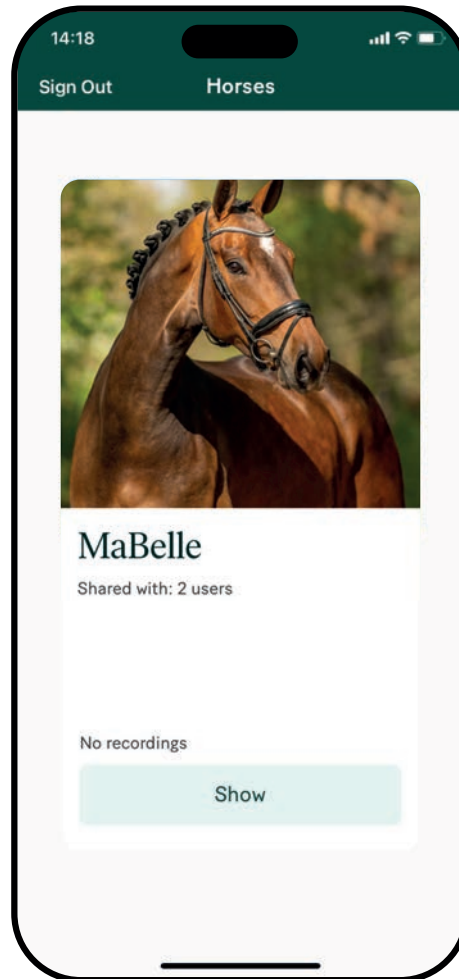 14:18
Sign Out Horses
MaBelle
Shared with: 2 users
No recordings
Show